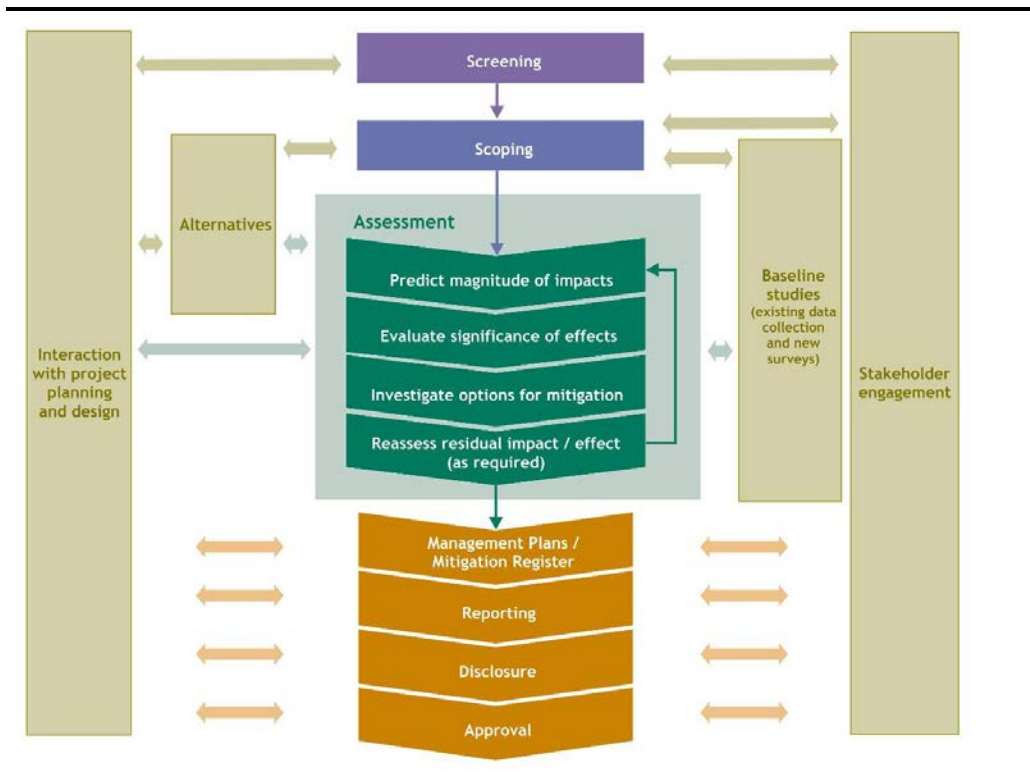 Screening
Scoping
Alternatives
Assessment
Predict magnitude of impacts
Evaluate significance of effects
Investigate options for mitigation
Reassess residual impact / effect
(as required)
Interaction
with project
planning
and design
Baseline
studies
(existing data
collection
and new
surveys)
Stakeholder
engagement
Management Plans /
Mitigation Register
Reporting
Disclosure
Approval